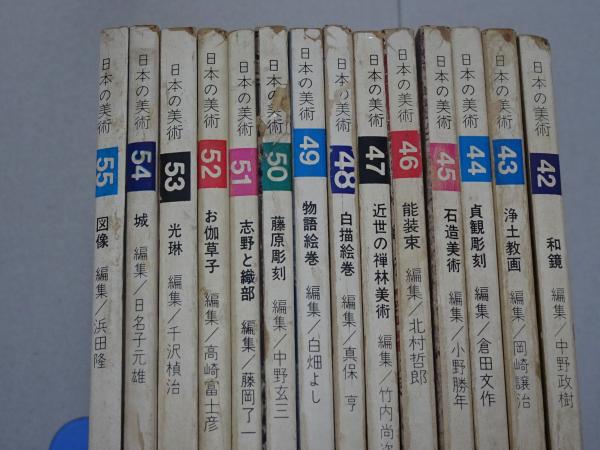 日本の美術 55 図像 編集/浜田隆
日本の美術 54 城 編集/日名子元雄
日本の美術 53 光琳 編集/千沢楨治
日本の美術 52 お伽草子 編集/高崎富士彦
日本の美術 51 志野と織部 編集/藤岡了一
日本の美術 50 藤原彫刻 編集/中野玄三
日本の美術 49 物語絵巻 編集/白畑よし
日本の美術 48 白描絵巻 編集/真保亨
日本の美術 47 近世の禅林美術 編集/竹内尚次
日本の美術 46 能装束 編集/北村哲郎
日本の美術 45 石造美術 編集/小野勝年
日本の美術 44 貞観彫刻 編集/倉田文作
日本の美術 43 浄土教画 編集/岡崎譲治
日本の美術 42 和鏡 編集/中野政樹